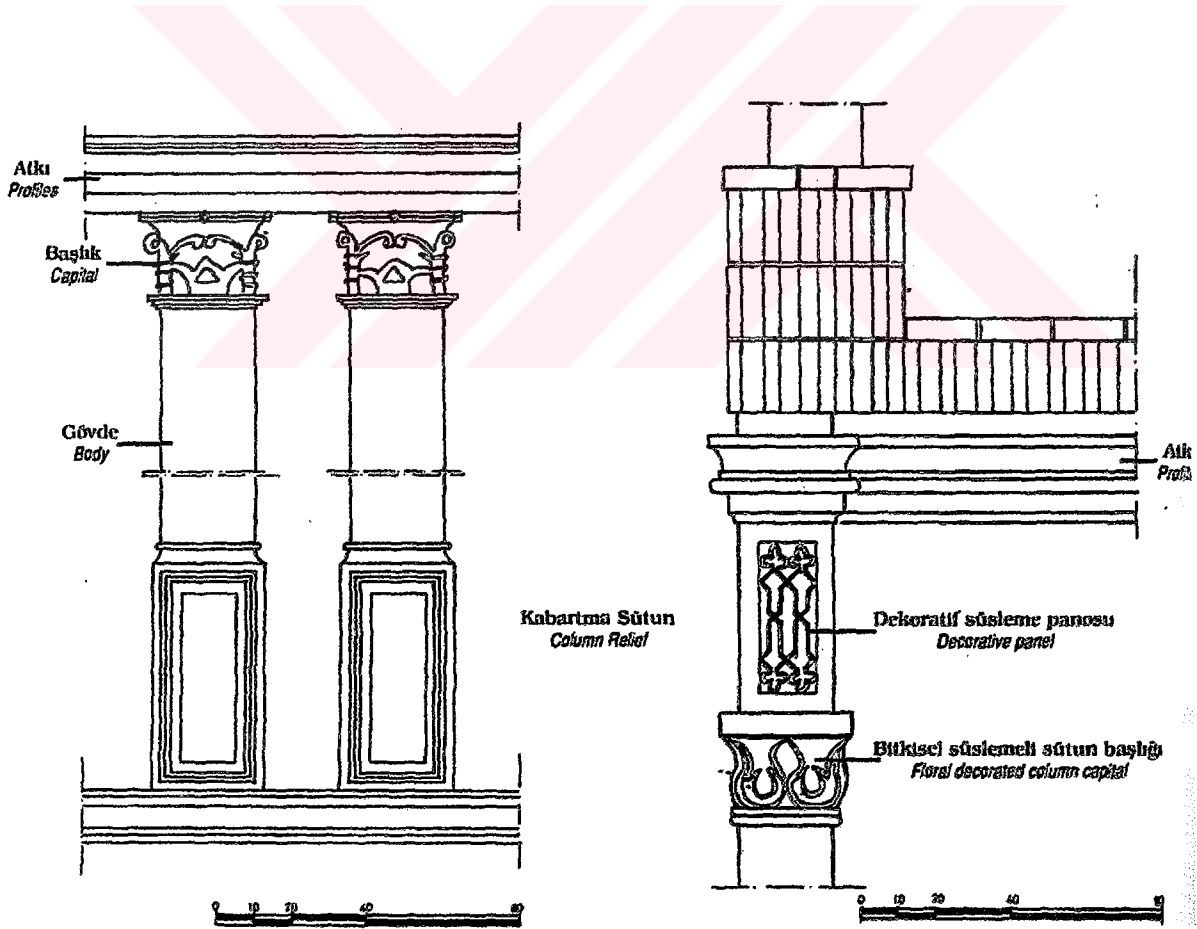 Atkı
Profiles
Başlık
Capital
Gövde
Body
Kabartma Sütun
Column Relief
Atk
Profi
Dekoratif süsleme panosu
Decorative panel
Bitkisel süslemeli sütun başlığı
Floral decorated column capital
0 10 20 40 80
0 10 20 40